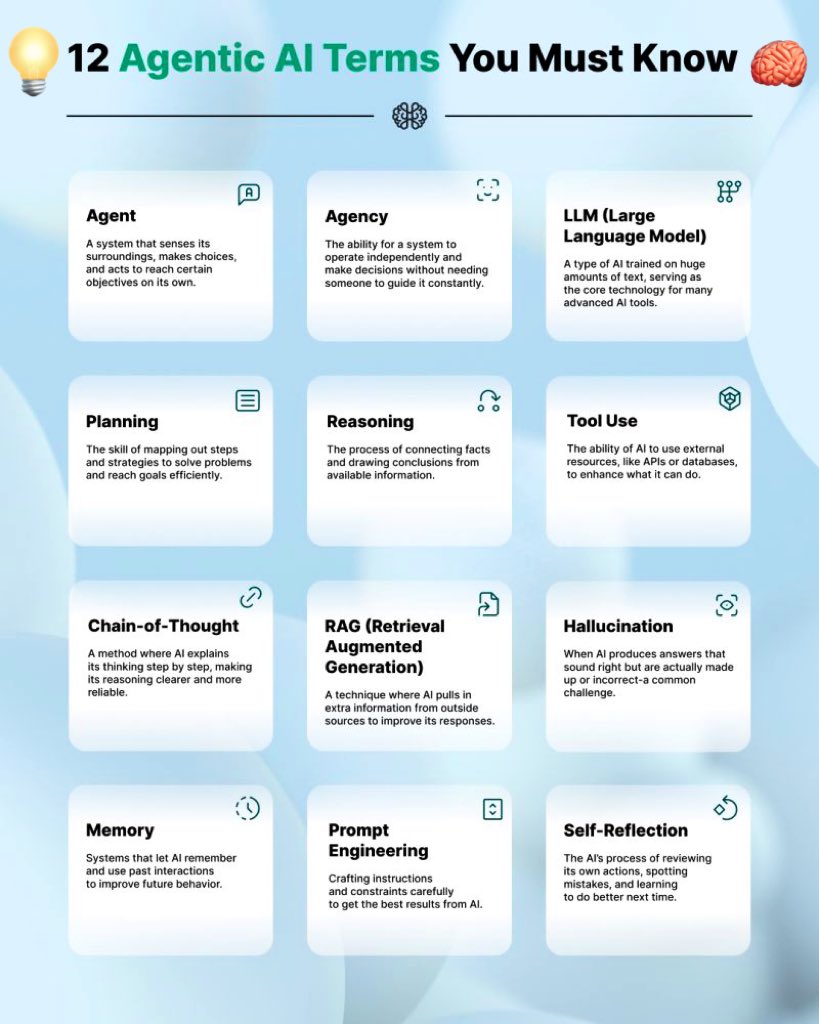 12 Agentic AI Terms You Must Know
A
Agent
A system that senses its
surroundings, makes choices,
and acts to reach certain
objectives on its own.
Agency
The ability for a system to
operate independently and
make decisions without needing
someone to guide it constantly.
LLM (Large
Language Model)
A type of AI trained on huge
amounts of text, serving as
the core technology for many
advanced AI tools.
Planning
The skill of mapping out steps
and strategies to solve problems
and reach goals efficiently.
Reasoning
The process of connecting facts
and drawing conclusions from
available information.
Tool Use
The ability of AI to use external
resources, like APIs or databases,
to enhance what it can do.
Chain-of-Thought
A method where AI explains
its thinking step by step, making
its reasoning clearer and more
reliable.
RAG (Retrieval
Augmented
Generation)
A technique where AI pulls in
extra information from outside
sources to improve its responses.
Hallucination
When AI produces answers that
sound right but are actually made
up or incorrect-a common
challenge.
Memory
Systems that let AI remember
and use past interactions
to improve future behavior.
Prompt
Engineering
Crafting instructions
and constraints carefully
to get the best results from AI.
Self-Reflection
The AI's process of reviewing
its own actions, spotting
mistakes, and learning
to do better next time.